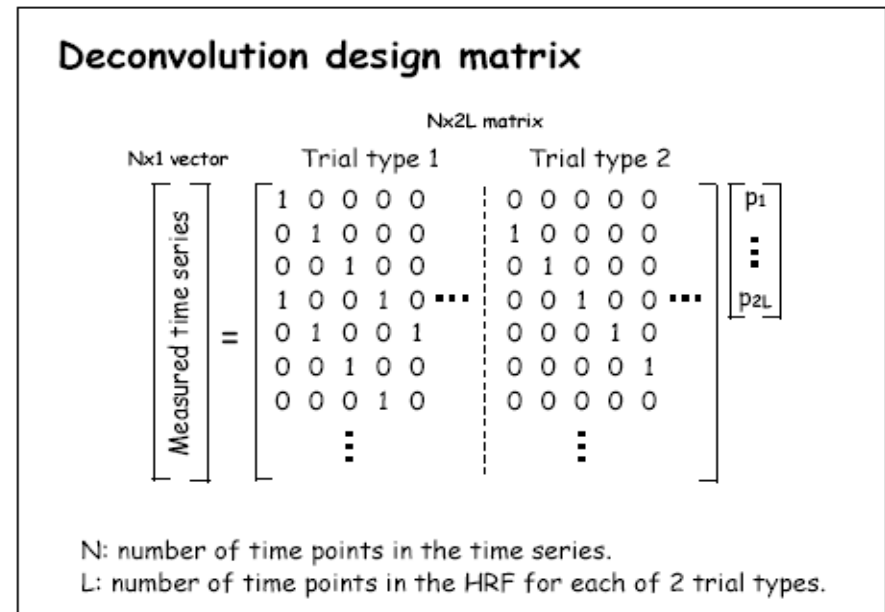 Deconvolution design matrix
Nx2L matrix
Nx1 vector Trial type 1 Trial type 2
1 0 0 0 0 0 0 0 0 0 p1
0 1 0 0 0 1 0 0 0 0
0 0 1 0 0 0 1 0 0 0
1 0 0 1 0 ... 0 0 1 0 0 ... p2L
0 1 0 0 1 0 0 0 1 0
0 0 1 0 0 0 0 0 0 1
0 0 0 1 0 0 0 0 0 0
Measured time series
=
N: number of time points in the time series.
L: number of time points in the HRF for each of 2 trial types.